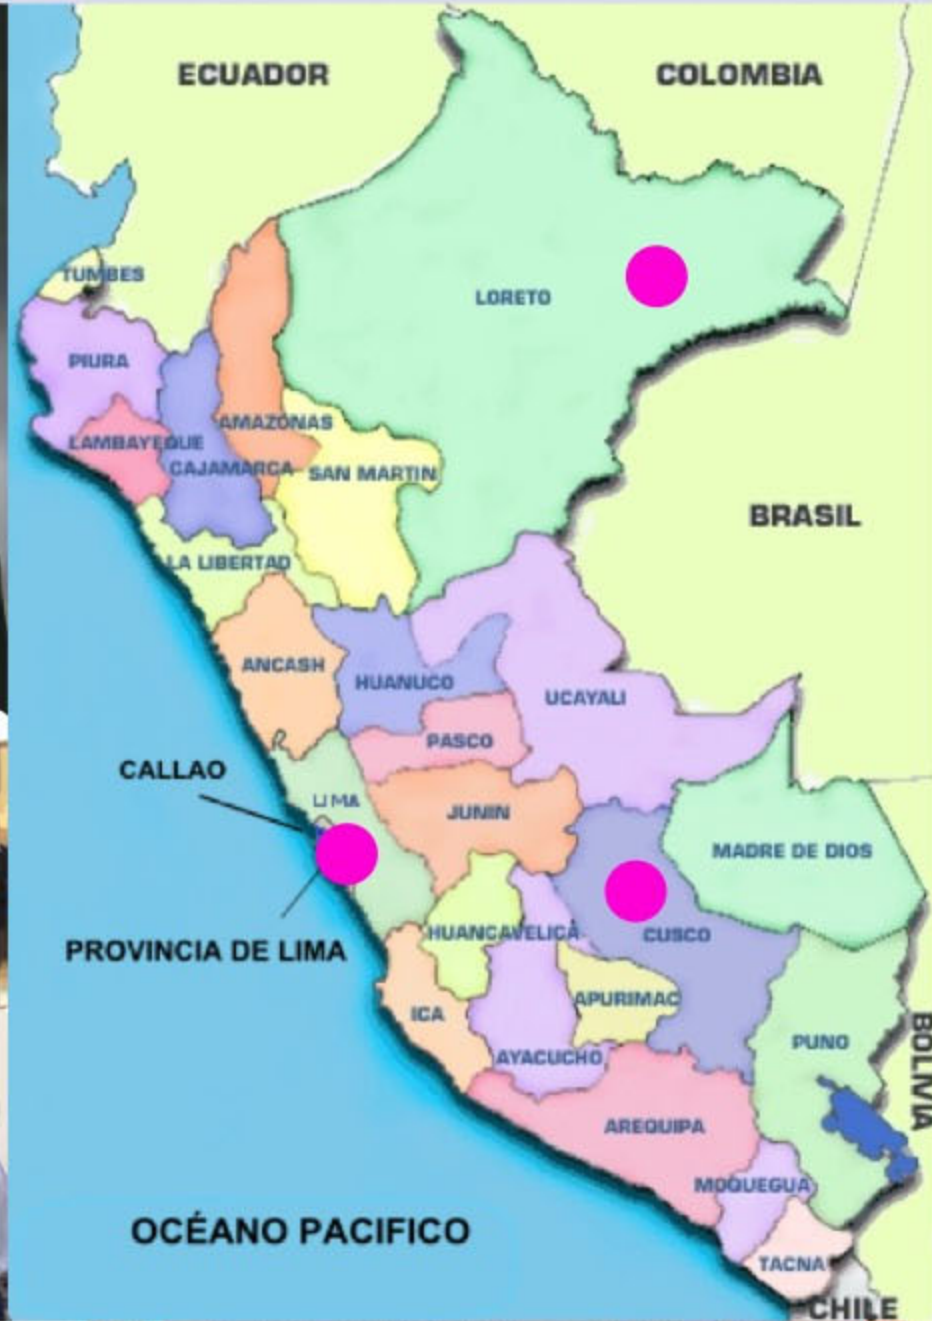 ECUADOR
COLOMBIA
TUMBES
LORETO
PIURA
AMAZONAS
LAMBAYEQUE
CAJAMARCA
SAN MARTIN
BRASIL
LA LIBERTAD
ANCASH
HUANUCO
UCAYALI
PASCO
CALLAO
LIMA
JUNIN
MADRE DE DIOS
HUANCAVELICA
CUSCO
PROVINCIA DE LIMA
APURIMAC
ICA
PUNO
BOLIVIA
AYACUCHO
AREQUIPA
MOQUEGUA
OCÉANO PACIFICO
TACNA
CHILE